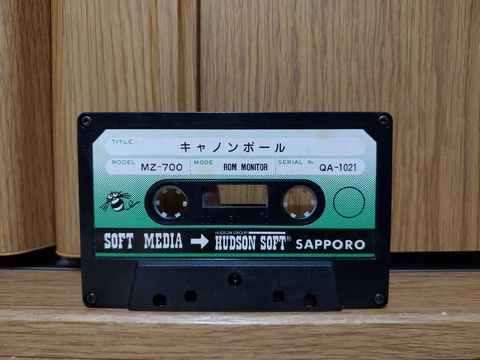 TITLE キャノンボール
MODEL MZ-700 MODE ROM MONITOR SERIAL No. QA-1021
HUDSON GROUP
SOFT MEDIA → HUDSON SOFT® SAPPORO